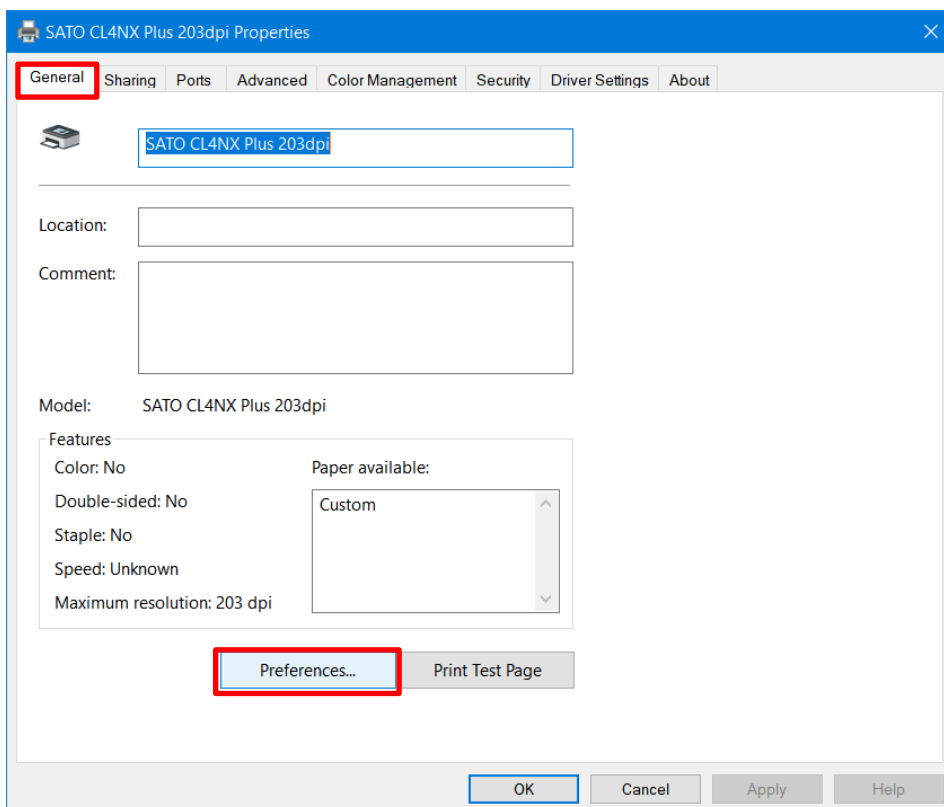 SATO CL4NX Plus 203dpi Properties
General Sharing Ports Advanced Color Management Security Driver Settings About
SATO CL4NX Plus 203dpi
Location:
Comment:
Model: SATO CL4NX Plus 203dpi
Features
Color: No
Paper available:
Double-sided: No
Custom
Staple: No
Speed: Unknown
Maximum resolution: 203 dpi
Preferences... Print Test Page
OK Cancel Apply Help